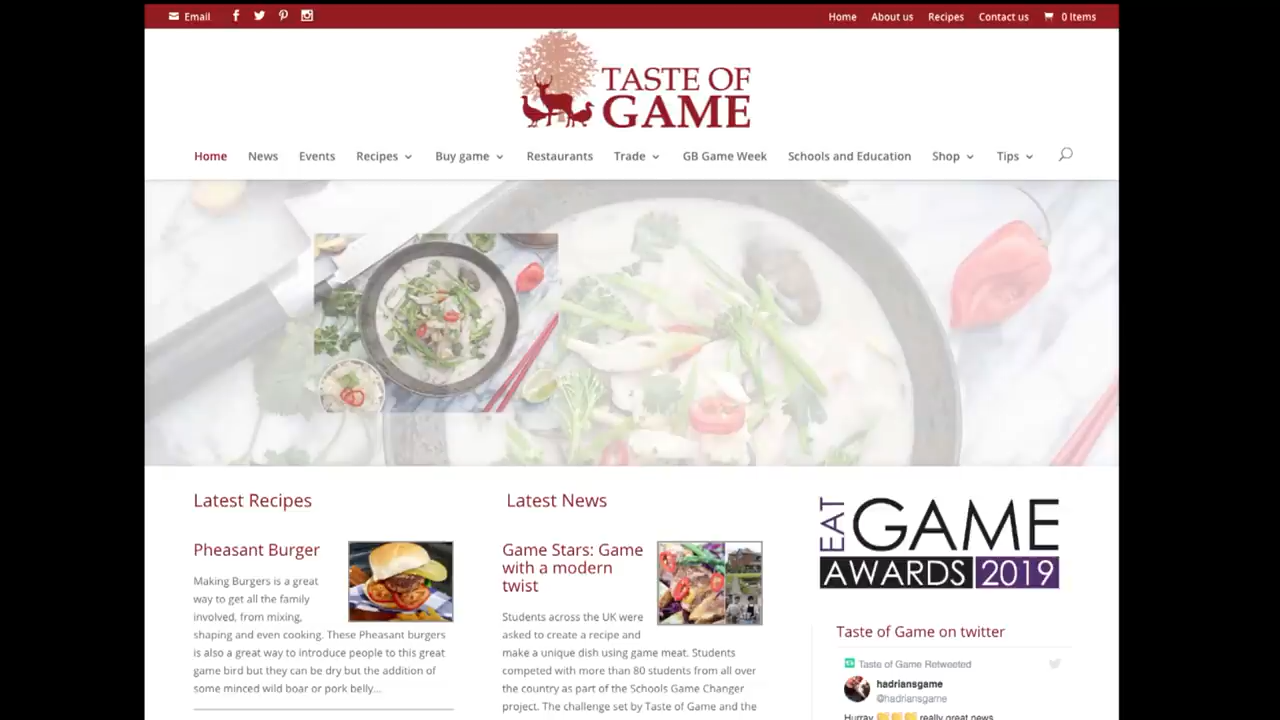 Email
Home About us Recipes Contact us 0 Items
TASTE OF
GAME
Home News Events Recipes Buy game Restaurants Trade GB Game Week Schools and Education Shop Tips
Latest Recipes
Pheasant Burger
Making Burgers is a great
way to get all the family
involved, from mixing,
shaping and even cooking. These Pheasant burgers
is also a great way to introduce people to this great
game bird but they can be dry but the addition of
some minced wild boar or pork belly...
Latest News
Game Stars: Game
with a modern
twist
Students across the UK were
asked to create a recipe and
make a unique dish using game meat. Students
competed with more than 80 students from all over
the country as part of the Schools Game Changer
project. The challenge set by Taste of Game and the
EAT
GAME
AWARDS 2019
Taste of Game on twitter
Taste of Game Retweeted
hadriansgame
@hadriansgame
Hurray really great news